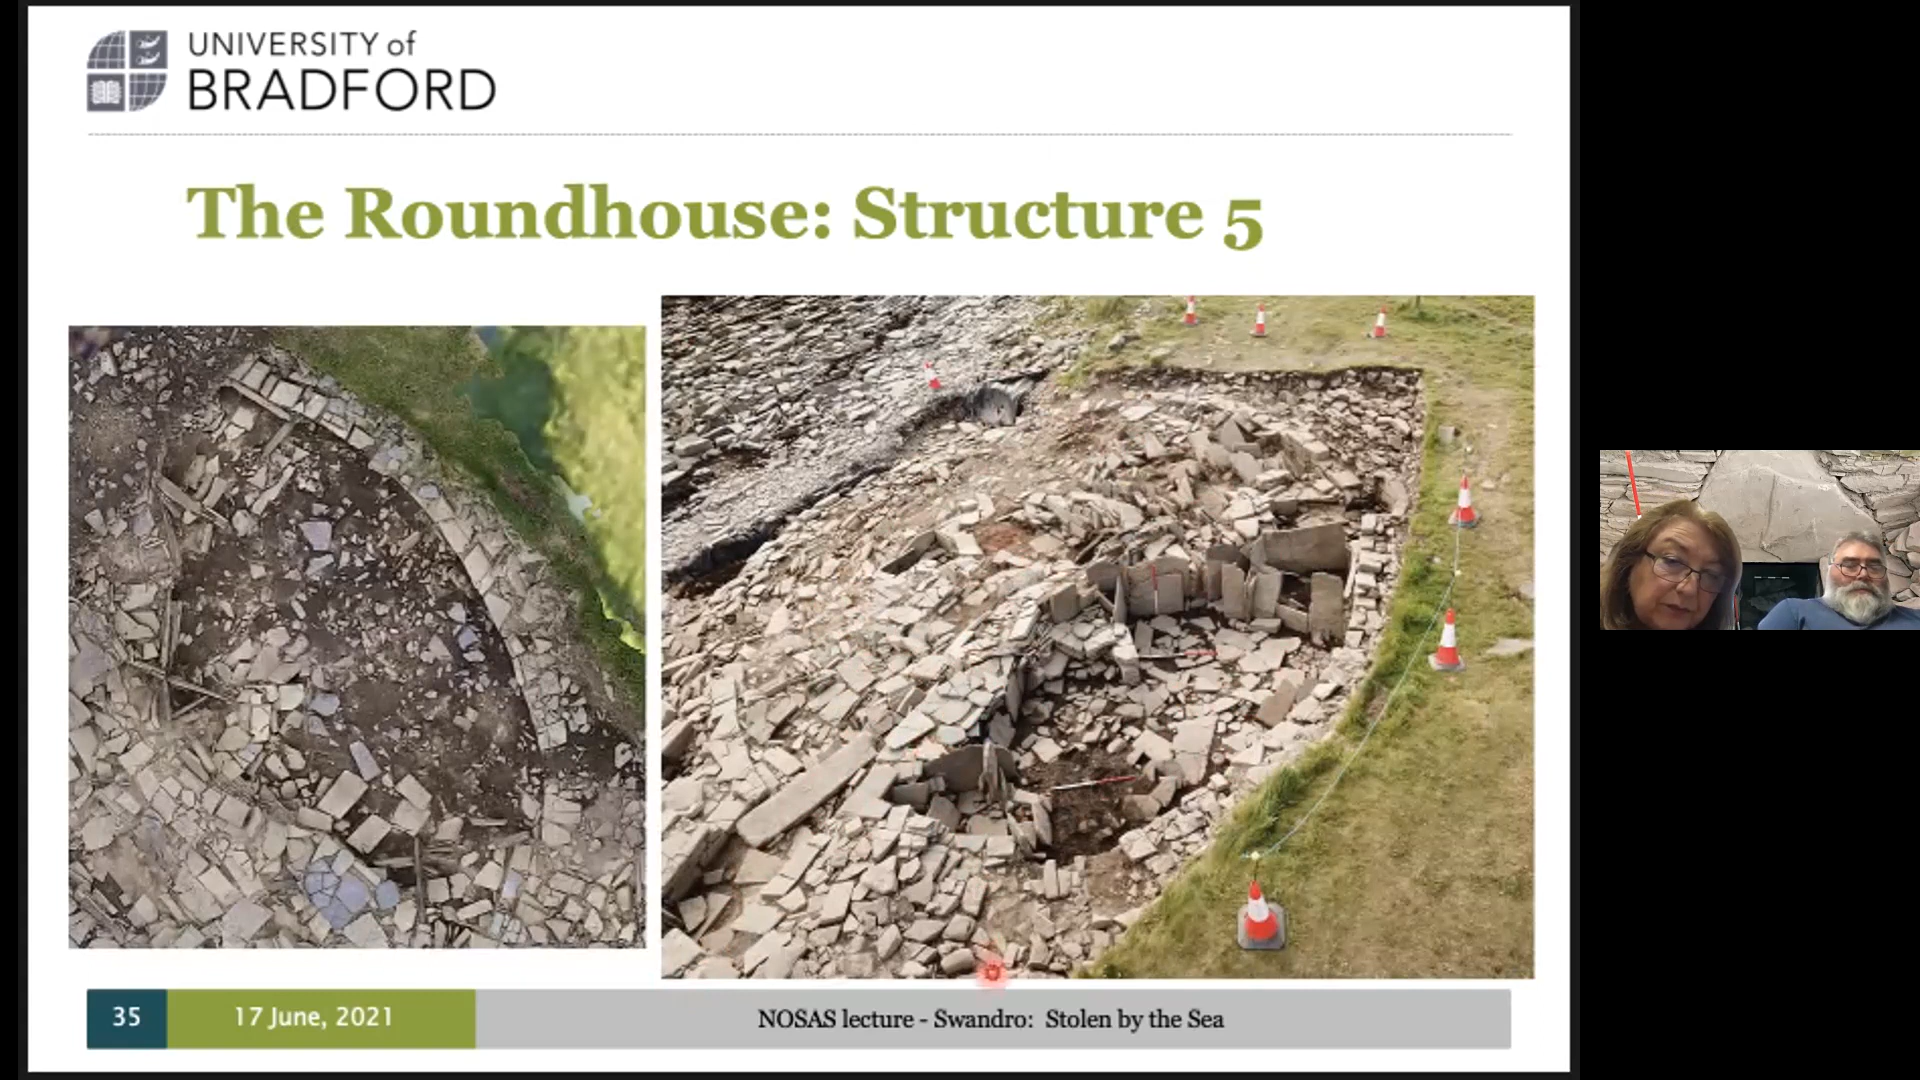 UNIVERSITY of
BRADFORD
The Roundhouse: Structure 5
35
17 June, 2021
NOSAS lecture - Swandro: Stolen by the Sea